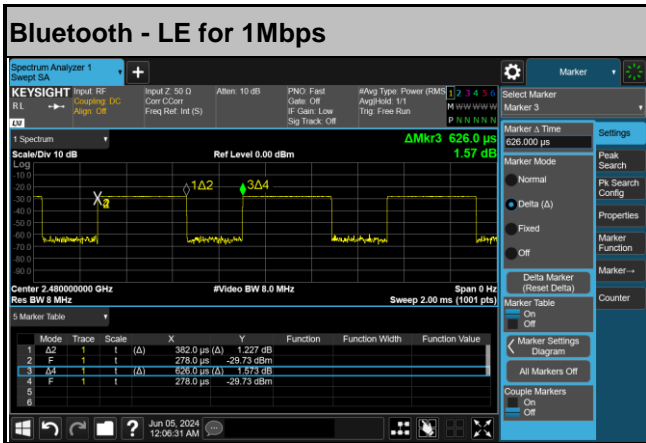 Bluetooth - LE for 1Mbps
Spectrum Analyzer 1
Swept SA
Marker
KEYSIGHT Input: RF Input Z: 50 Ω Atten: 10 dB PNO: Fast #Avg Type: Power (RMS 1 2 3 4 5 6
RL Coupling: DC Corr CCorr Gate: Off Avg|Hold: 1/1 M W W W W W
Align: Off Freq Ref: Int (S) IF Gain: Low Trig: Free Run
Sig Track: Off P N N N N N
LXI
Select Marker
Marker 3
1 Spectrum
ΔMkr3 626.0 µs
Scale/Div 10 dB Ref Level 0.00 dBm 1.57 dB
Log
-10.0
-20.0
-30.0
-40.0
-50.0
-60.0
-70.0
-80.0
-90.0
1Δ2
3Δ4
Center 2.480000000 GHz #Video BW 8.0 MHz Span 0 Hz
Res BW 8 MHz Sweep 2.00 ms (1001 pts)
5 Marker Table
Mode Trace Scale X Y Function Function Width Function Value
1 Δ2 1 t (Δ) 382.0 µs (Δ) 1.227 dB
2 F 1 t 278.0 µs -29.73 dBm
3 Δ4 1 t (Δ) 626.0 µs (Δ) 1.573 dB
4 F 1 t 278.0 µs -29.73 dBm
5
6
Marker Δ Time
626.000 µs
Marker Mode
Normal
Delta (Δ)
Fixed
Off
Delta Marker
(Reset Delta)
Marker Table
On
Off
Marker Settings
Diagram
All Markers Off
Couple Markers
On
Off
Settings
Peak
Search
Pk Search
Config
Properties
Marker
Function
Marker→
Counter
? Jun 05, 2024
12:06:31 AM